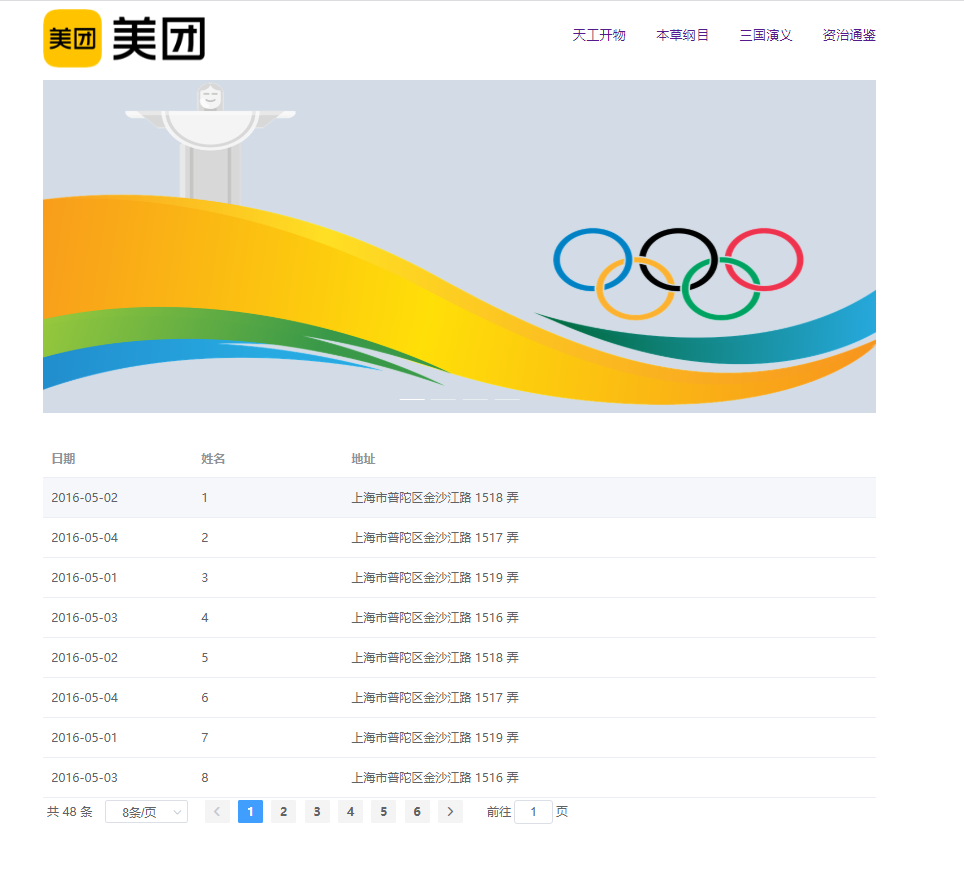 美团 美团
天工开物 本草纲目 三国演义 资治通鉴
日期 姓名 地址
2016-05-02 1 上海市普陀区金沙江路 1518 弄
2016-05-04 2 上海市普陀区金沙江路 1517 弄
2016-05-01 3 上海市普陀区金沙江路 1519 弄
2016-05-03 4 上海市普陀区金沙江路 1516 弄
2016-05-02 5 上海市普陀区金沙江路 1518 弄
2016-05-04 6 上海市普陀区金沙江路 1517 弄
2016-05-01 7 上海市普陀区金沙江路 1519 弄
2016-05-03 8 上海市普陀区金沙江路 1516 弄
共 48 条 8条/页 1 2 3 4 5 6 前往 1 页